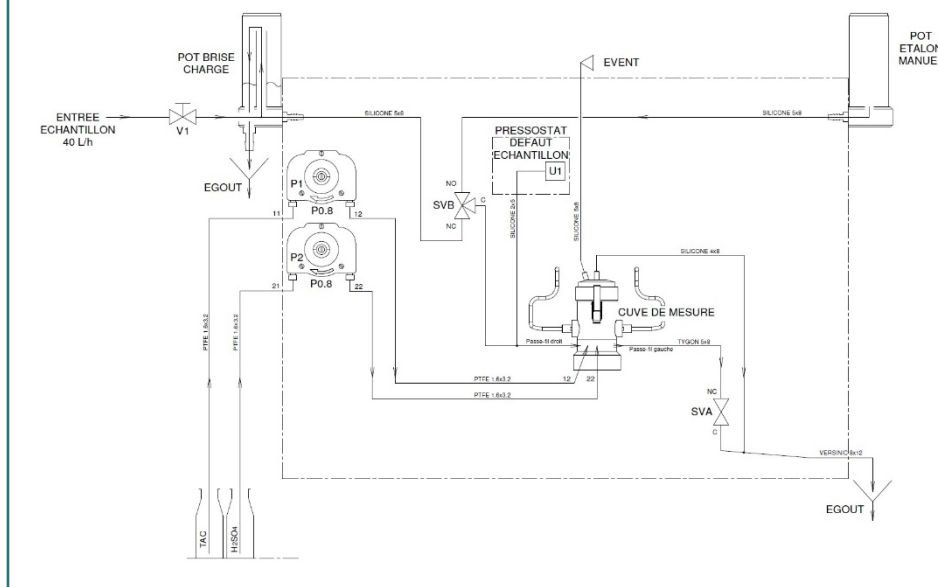 POT BRISE
CHARGE
POT
ETALON
MANUE
EVENT
ENTREE
ECHANTILLON
40 L/h
V1
SILICONE 5x8
SILICONE 5x8
PRESSOSTAT
DEFAUT
ECHANTILLON
U1
EGOUT
P1
P0.8
11
12
NO
SVB
C
NC
SILICONE 2x5
SILICONE 5x8
P2
P0.8
21
22
SILICONE 4x8
CUVE DE MESURE
PTFE 1.6x3.2
PTFE 1.6x3.2
Passe-fil droit
Passe-fil gauche
TYGON 5x8
PTFE 1.6x3.2
12
22
PTFE 1.6x3.2
NC
SVA
C
VERSINIC 8x12
EGOUT
TAC
H2SO4